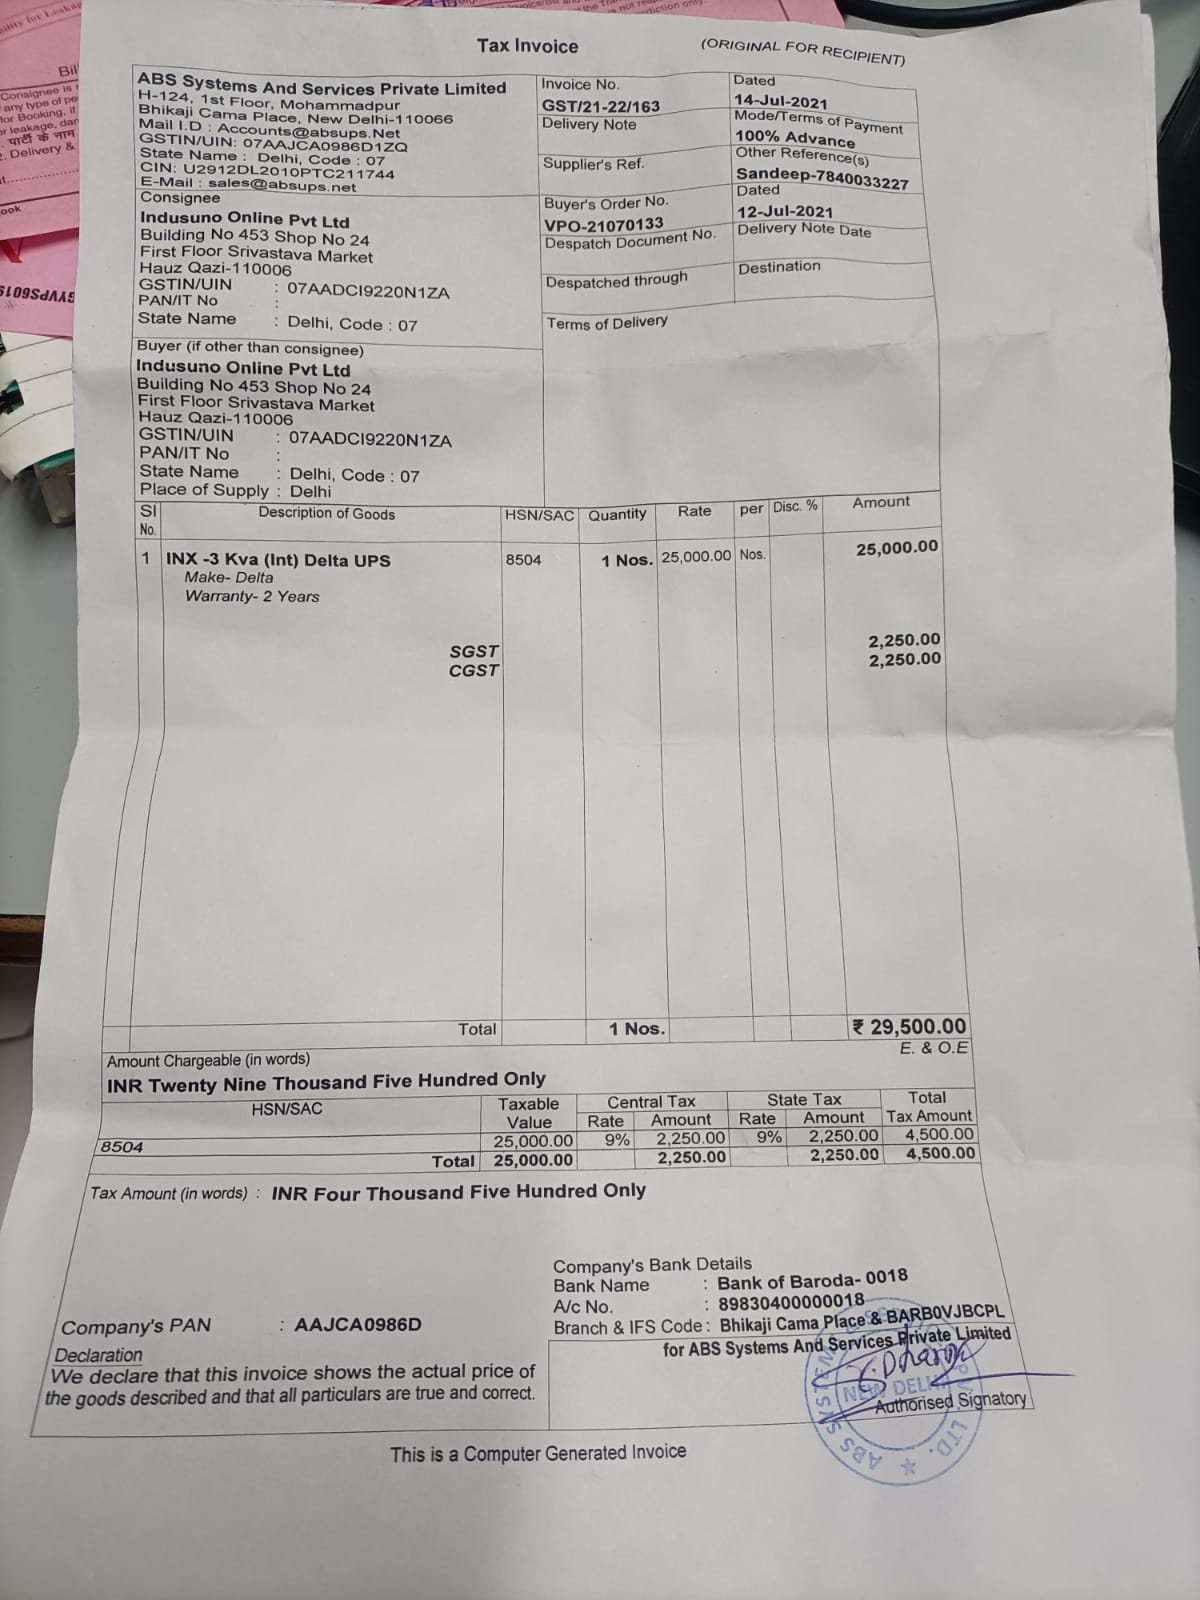 Tax Invoice
(ORIGINAL FOR RECIPIENT)
ABS Systems And Services Private Limited
H-124, 1st Floor, Mohammadpur
Bhikaji Cama Place, New Delhi-110066
Mail I.D : Accounts@absups.Net
GSTIN/UIN: 07AAJCA0986D1ZQ
State Name : Delhi, Code : 07
CIN: U2912DL2010PTC211744
E-Mail : sales@absups.net
Invoice No.
GST/21-22/163
Dated
14-Jul-2021
Delivery Note
Mode/Terms of Payment
100% Advance
Supplier's Ref.
Other Reference(s)
Sandeep-7840033227
Consignee
Indusuno Online Pvt Ltd
Building No 453 Shop No 24
First Floor Srivastava Market
Hauz Qazi-110006
GSTIN/UIN : 07AADCI9220N1ZA
PAN/IT No :
State Name : Delhi, Code : 07
Buyer's Order No.
VPO-21070133
Dated
12-Jul-2021
Despatch Document No.
Delivery Note Date
Despatched through
Destination
Terms of Delivery
Buyer (if other than consignee)
Indusuno Online Pvt Ltd
Building No 453 Shop No 24
First Floor Srivastava Market
Hauz Qazi-110006
GSTIN/UIN : 07AADCI9220N1ZA
PAN/IT No :
State Name : Delhi, Code : 07
Place of Supply : Delhi
Sl No. Description of Goods HSN/SAC Quantity Rate per Disc. % Amount
1 INX -3 Kva (Int) Delta UPS 8504 1 Nos. 25,000.00 Nos. 25,000.00
Make- Delta
Warranty- 2 Years
SGST 2,250.00
CGST 2,250.00
Total 1 Nos. ₹ 29,500.00
E. & O.E
Amount Chargeable (in words)
INR Twenty Nine Thousand Five Hundred Only
HSN/SAC Taxable Value Central Tax State Tax Total Tax Amount
Rate Amount Rate Amount
8504 25,000.00 9% 2,250.00 9% 2,250.00 4,500.00
Total 25,000.00 2,250.00 2,250.00 4,500.00
Tax Amount (in words) : INR Four Thousand Five Hundred Only
Company's Bank Details
Bank Name : Bank of Baroda- 0018
A/c No. : 89830400000018
Branch & IFS Code : Bhikaji Cama Place & BARB0VJBCPL
Company's PAN : AAJCA0986D
Declaration
We declare that this invoice shows the actual price of
the goods described and that all particulars are true and correct.
for ABS Systems And Services Private Limited
NEW DELHI
Authorised Signatory
This is a Computer Generated Invoice